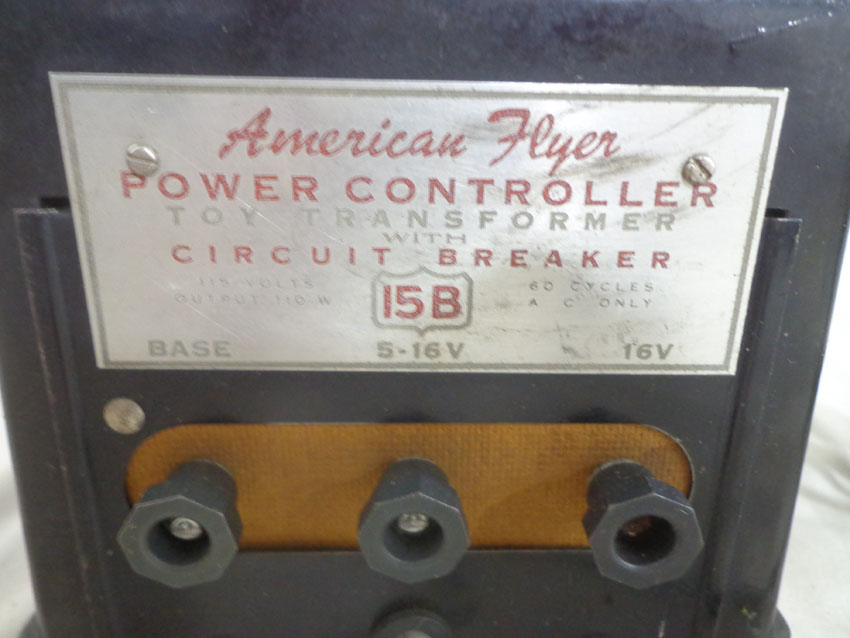 American Flyer
POWER CONTROLLER
TOY TRANSFORMER
WITH
CIRCUIT BREAKER
115 VOLTS
OUTPUT 110 W
15B
60 CYCLES
A C ONLY
BASE 5-16V 16V